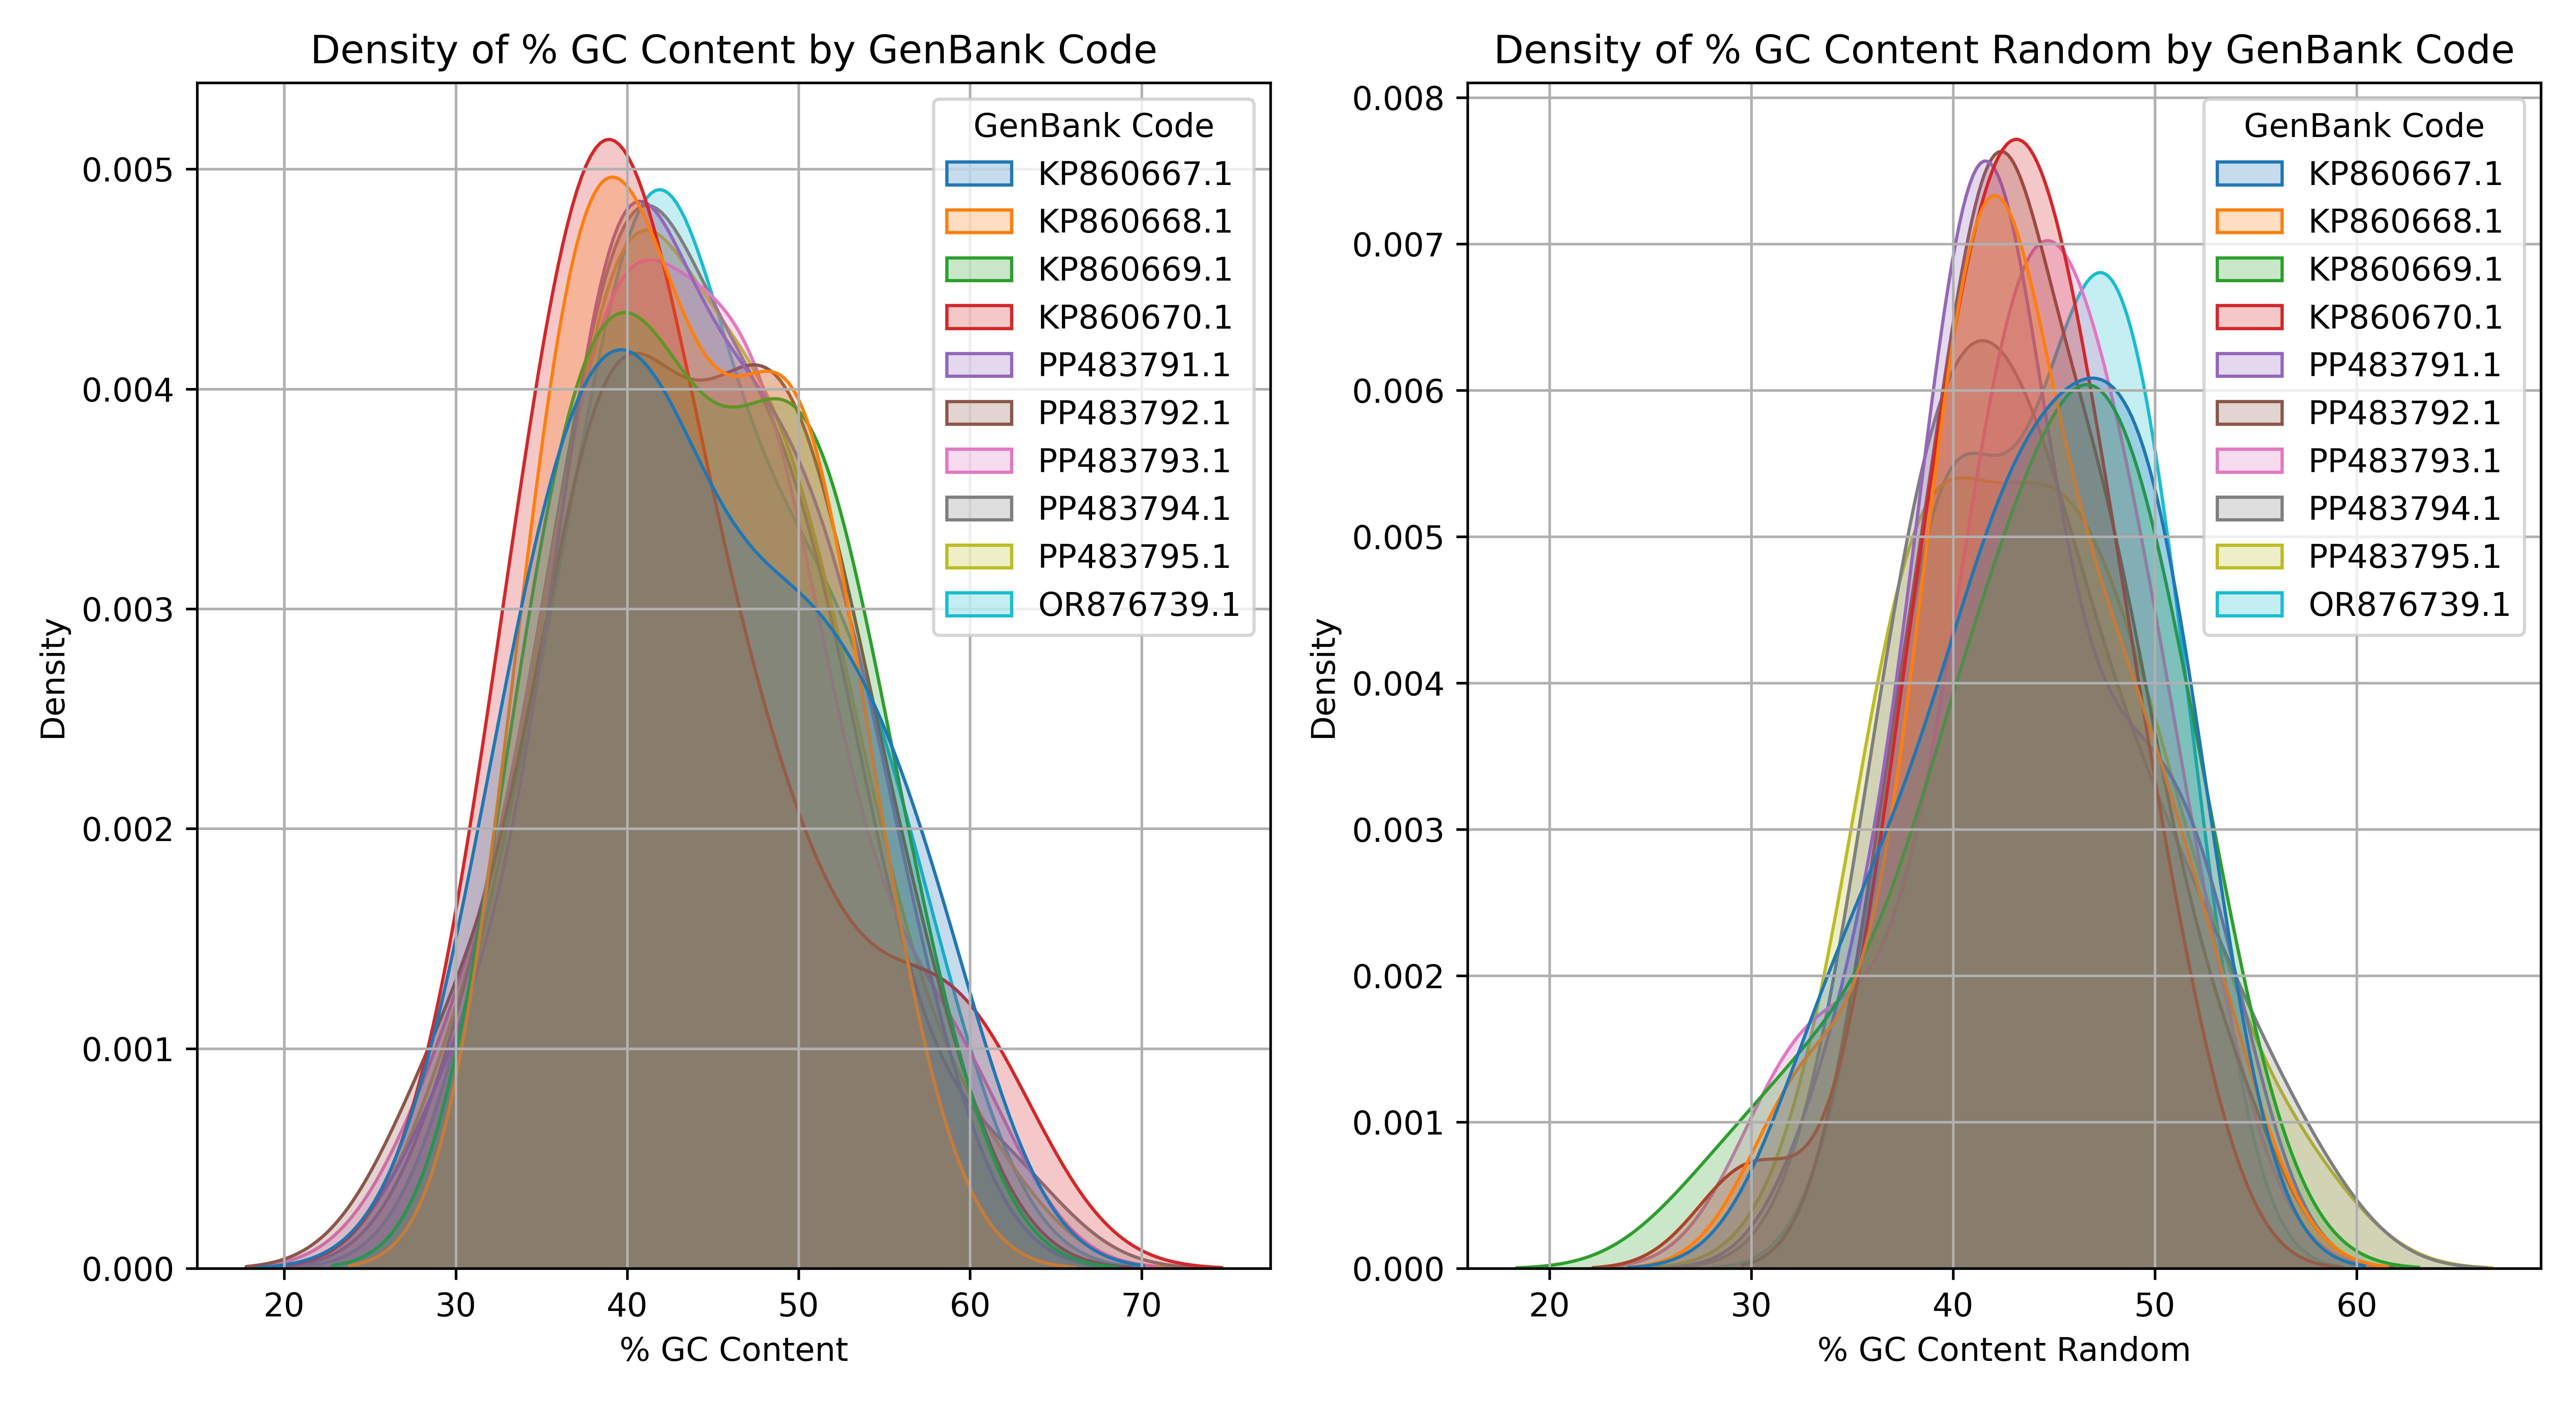 Density of % GC Content by GenBank Code
Density
0.005
0.004
0.003
0.002
0.001
0.000
20 30 40 50 60 70
% GC Content
GenBank Code
KP860667.1
KP860668.1
KP860669.1
KP860670.1
PP483791.1
PP483792.1
PP483793.1
PP483794.1
PP483795.1
OR876739.1
Density of % GC Content Random by GenBank Code
Density
0.008
0.007
0.006
0.005
0.004
0.003
0.002
0.001
0.000
20 30 40 50 60
% GC Content Random
GenBank Code
KP860667.1
KP860668.1
KP860669.1
KP860670.1
PP483791.1
PP483792.1
PP483793.1
PP483794.1
PP483795.1
OR876739.1